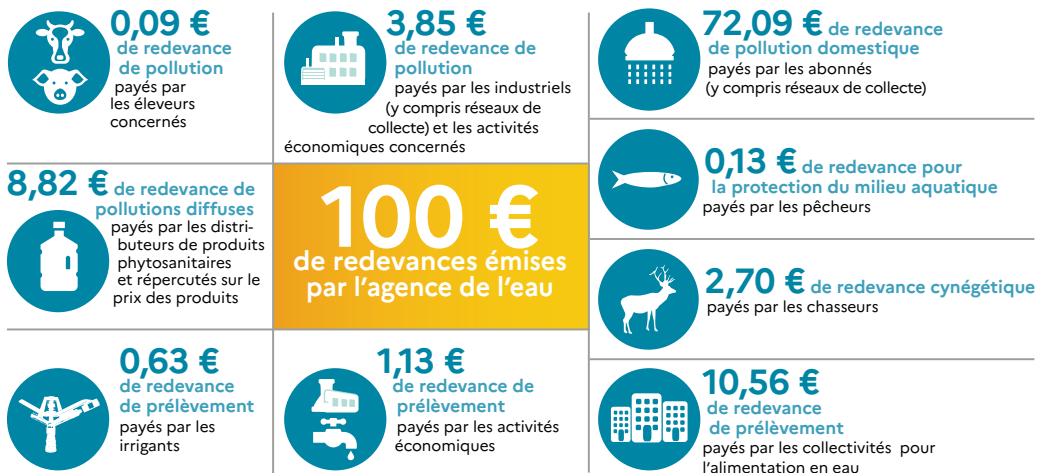 0,09 €
de redevance
de pollution
payés par
les éleveurs
concernés
3,85 €
de redevance de
pollution
payés par les industriels
(y compris réseaux de
collecte) et les activités
économiques concernés
72,09 € de redevance
de pollution domestique
payés par les abonnés
(y compris réseaux de collecte)
8,82 € de redevance de
pollutions diffuses
payés par les distri-
buteurs de produits
phytosanitaires
et répercutés sur le
prix des produits
100 €
de redevances émises
par l'agence de l'eau
0,13 € de redevance pour
la protection du milieu aquatique
payés par les pêcheurs
2,70 € de redevance cynégétique
payés par les chasseurs
0,63 €
de redevance
de prélèvement
payés par les
irrigants
1,13 €
de redevance de
prélèvement
payés par les activités
économiques
10,56 €
de redevance
de prélèvement
payés par les collectivités pour
l'alimentation en eau